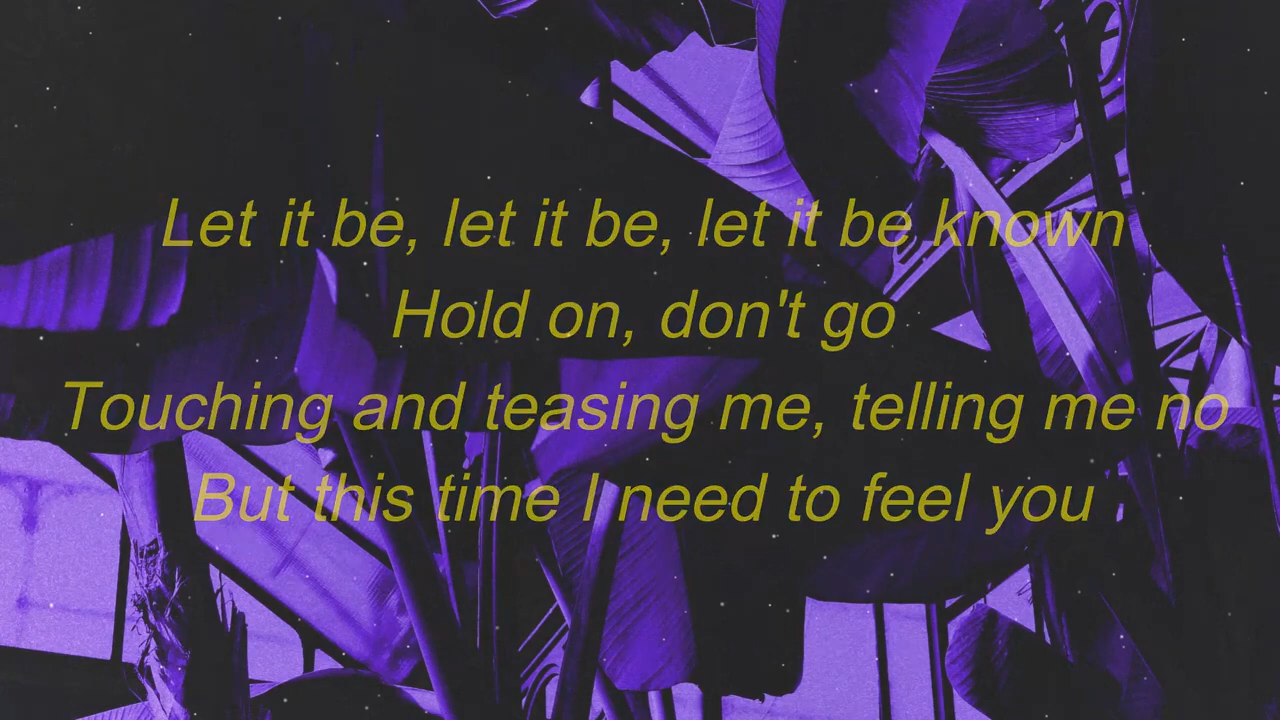 Let it be, let it be, let it be known
Hold on, don't go
Touching and teasing me, telling me no
But this time I need to feel you